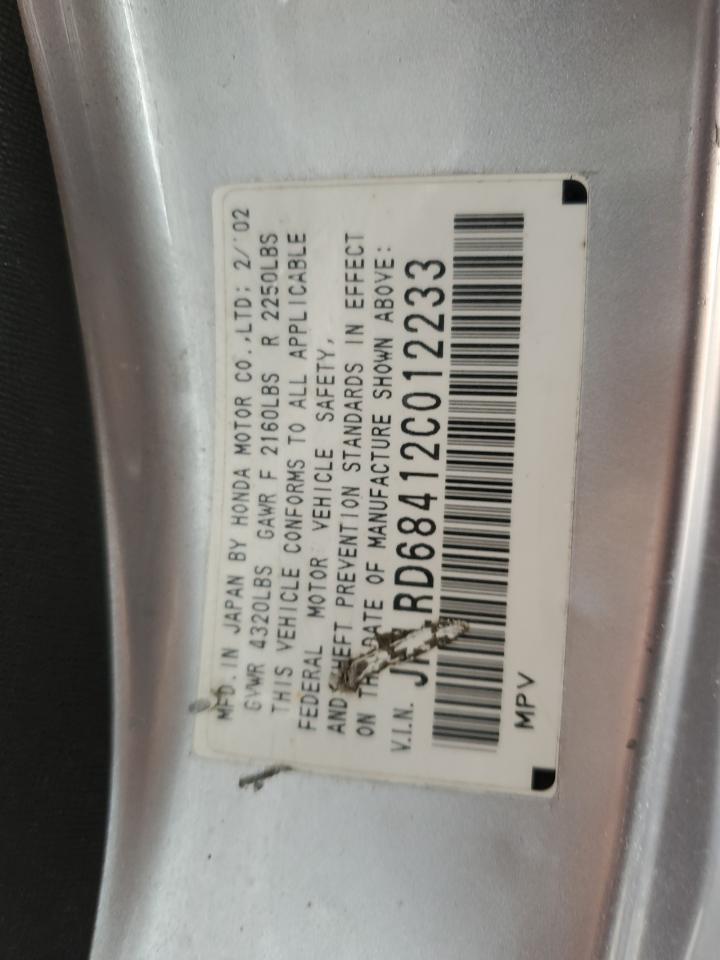 MFD. IN JAPAN BY HONDA MOTOR CO.,LTD: 2/'02
GVWR 4320LBS GAWR F 2160LBS R 2250LBS
THIS VEHICLE CONFORMS TO ALL APPLICABLE
FEDERAL MOTOR VEHICLE SAFETY,
AND THEFT PREVENTION STANDARDS IN EFFECT
ON THE DATE OF MANUFACTURE SHOWN ABOVE:
V.I.N.
MPV